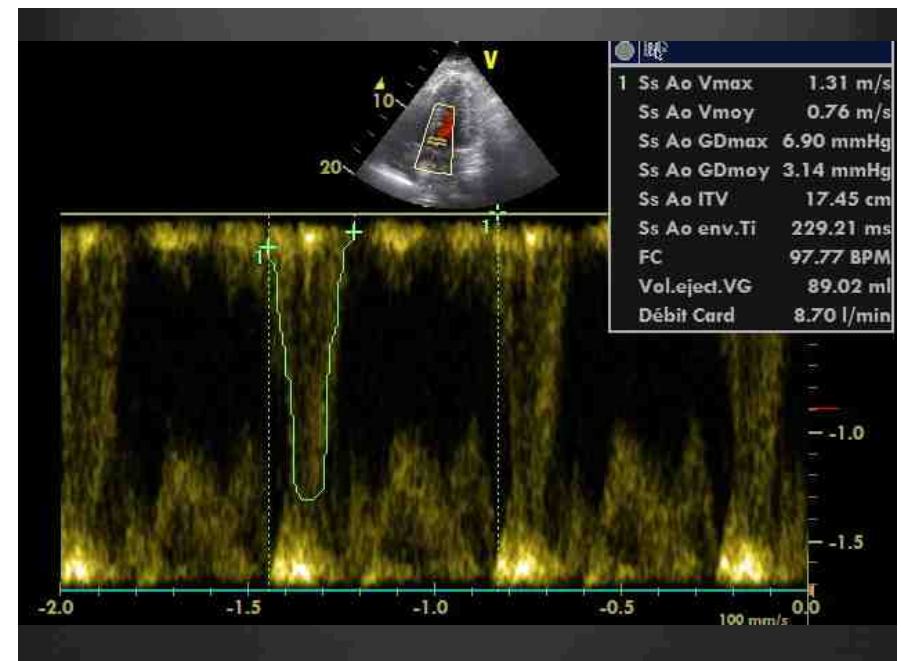 V
10
20
1 Ss Ao Vmax 1.31 m/s
Ss Ao Vmoy 0.76 m/s
Ss Ao GDmax 6.90 mmHg
Ss Ao GDmoy 3.14 mmHg
Ss Ao ITV 17.45 cm
Ss Ao env.Ti 229.21 ms
FC 97.77 BPM
Vol.eject.VG 89.02 ml
Débit Card 8.70 l/min
1
1
-1.0
-1.5
-2.0 -1.5 -1.0 -0.5 0.0
100 mm/s